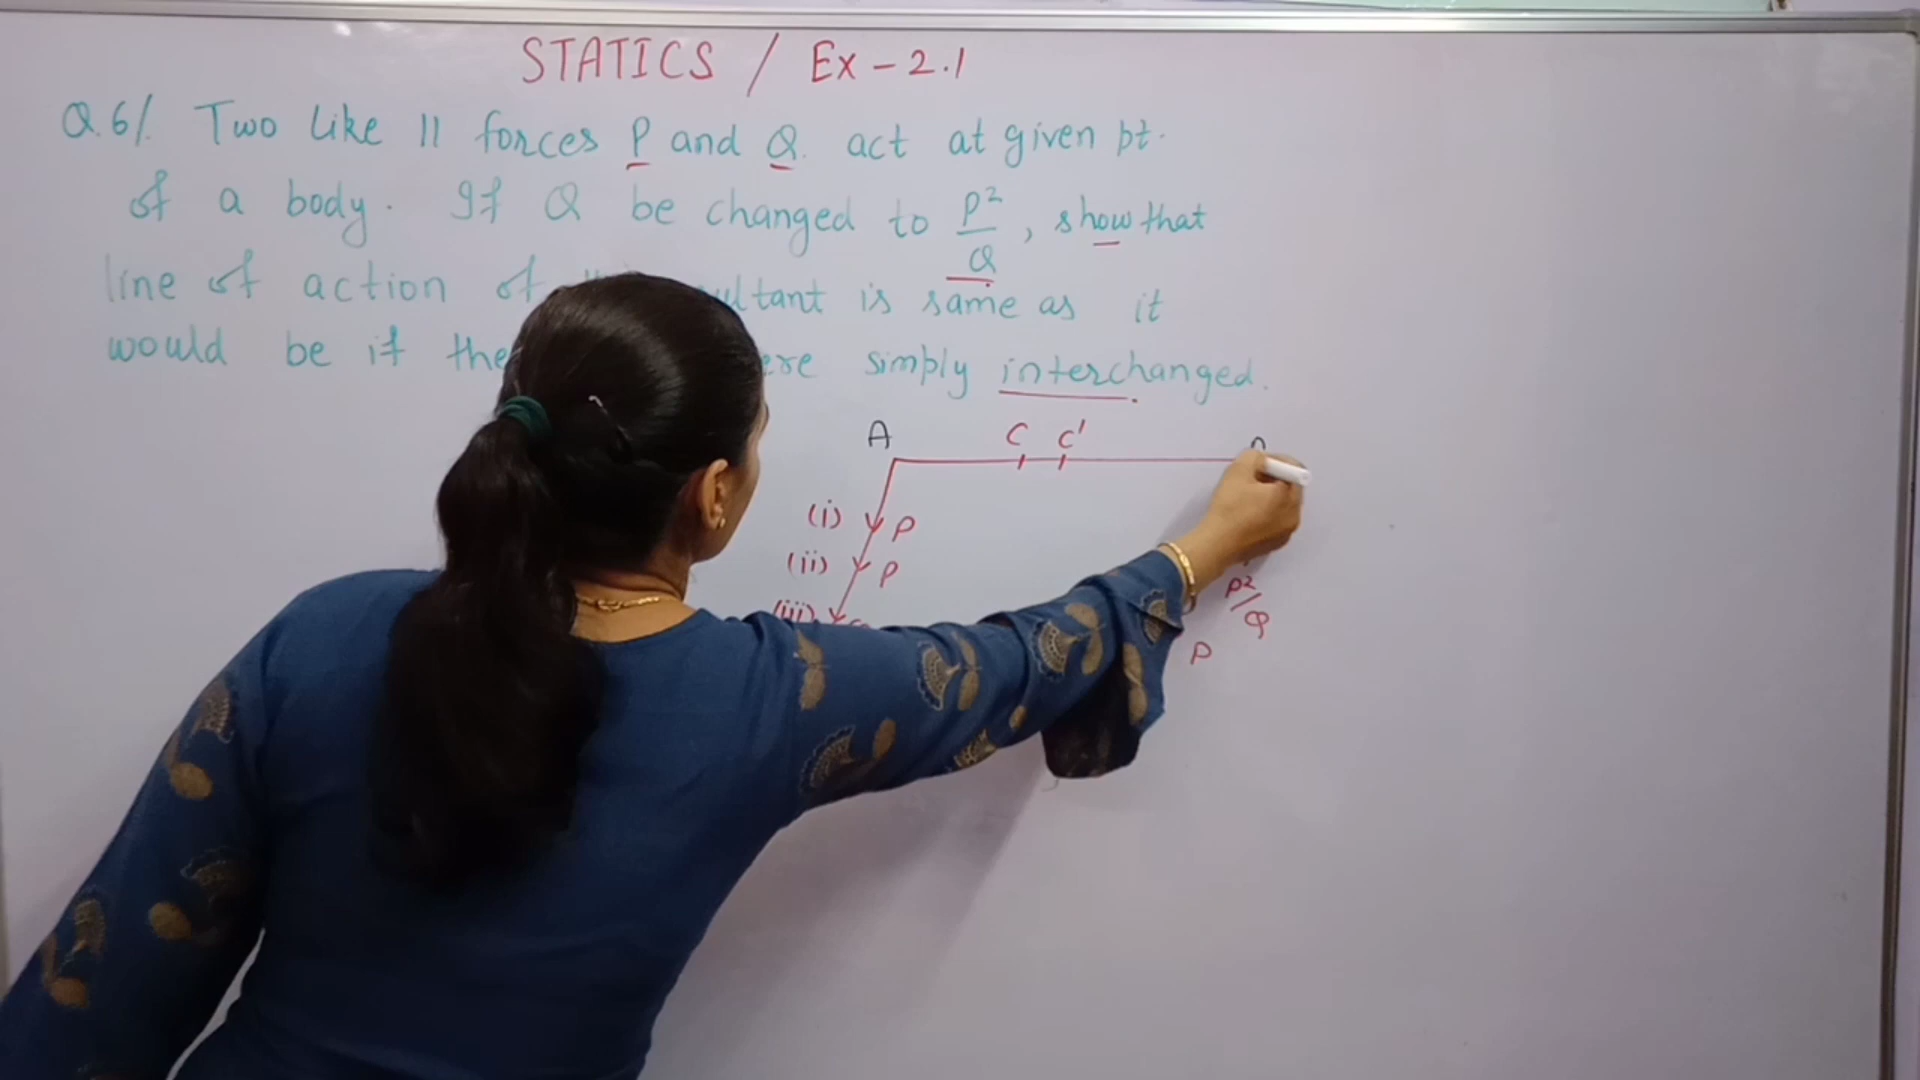 STATICS / Ex - 2.1
Q.6/. Two like || forces P and Q. act at given pt.
of a body. If Q be changed to P²/Q, show that
line of action of ultant is same as it
would be if the ere simply interchanged.
A C C'
(i) P
(ii) P
(iii)
P²/Q
P